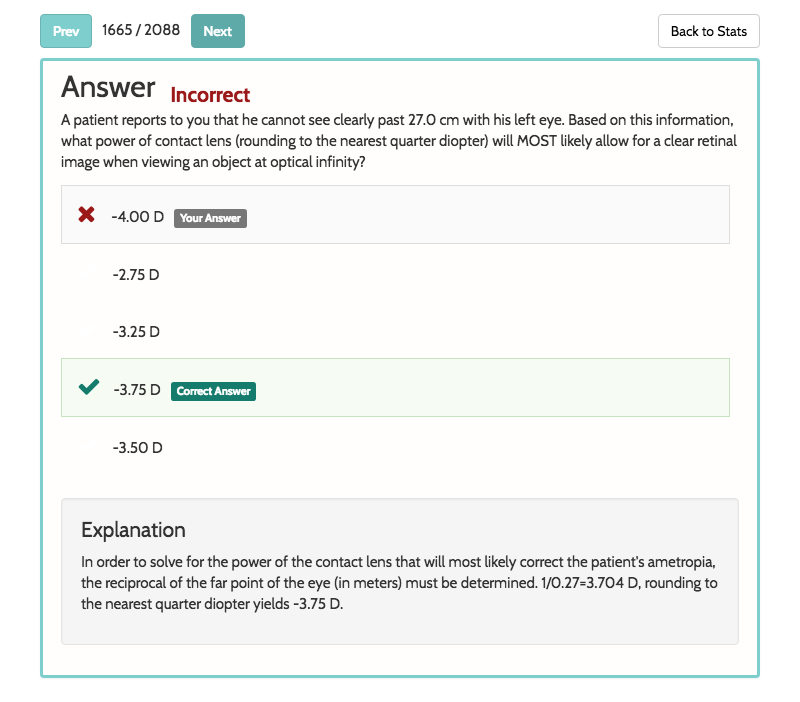 Prev 1665 / 2088 Next Back to Stats
Answer Incorrect
A patient reports to you that he cannot see clearly past 27.0 cm with his left eye. Based on this information,
what power of contact lens (rounding to the nearest quarter diopter) will MOST likely allow for a clear retinal
image when viewing an object at optical infinity?
-4.00 D Your Answer
-2.75 D
-3.25 D
-3.75 D Correct Answer
-3.50 D
Explanation
In order to solve for the power of the contact lens that will most likely correct the patient's ametropia,
the reciprocal of the far point of the eye (in meters) must be determined. 1/0.27=3.704 D, rounding to
the nearest quarter diopter yields -3.75 D.